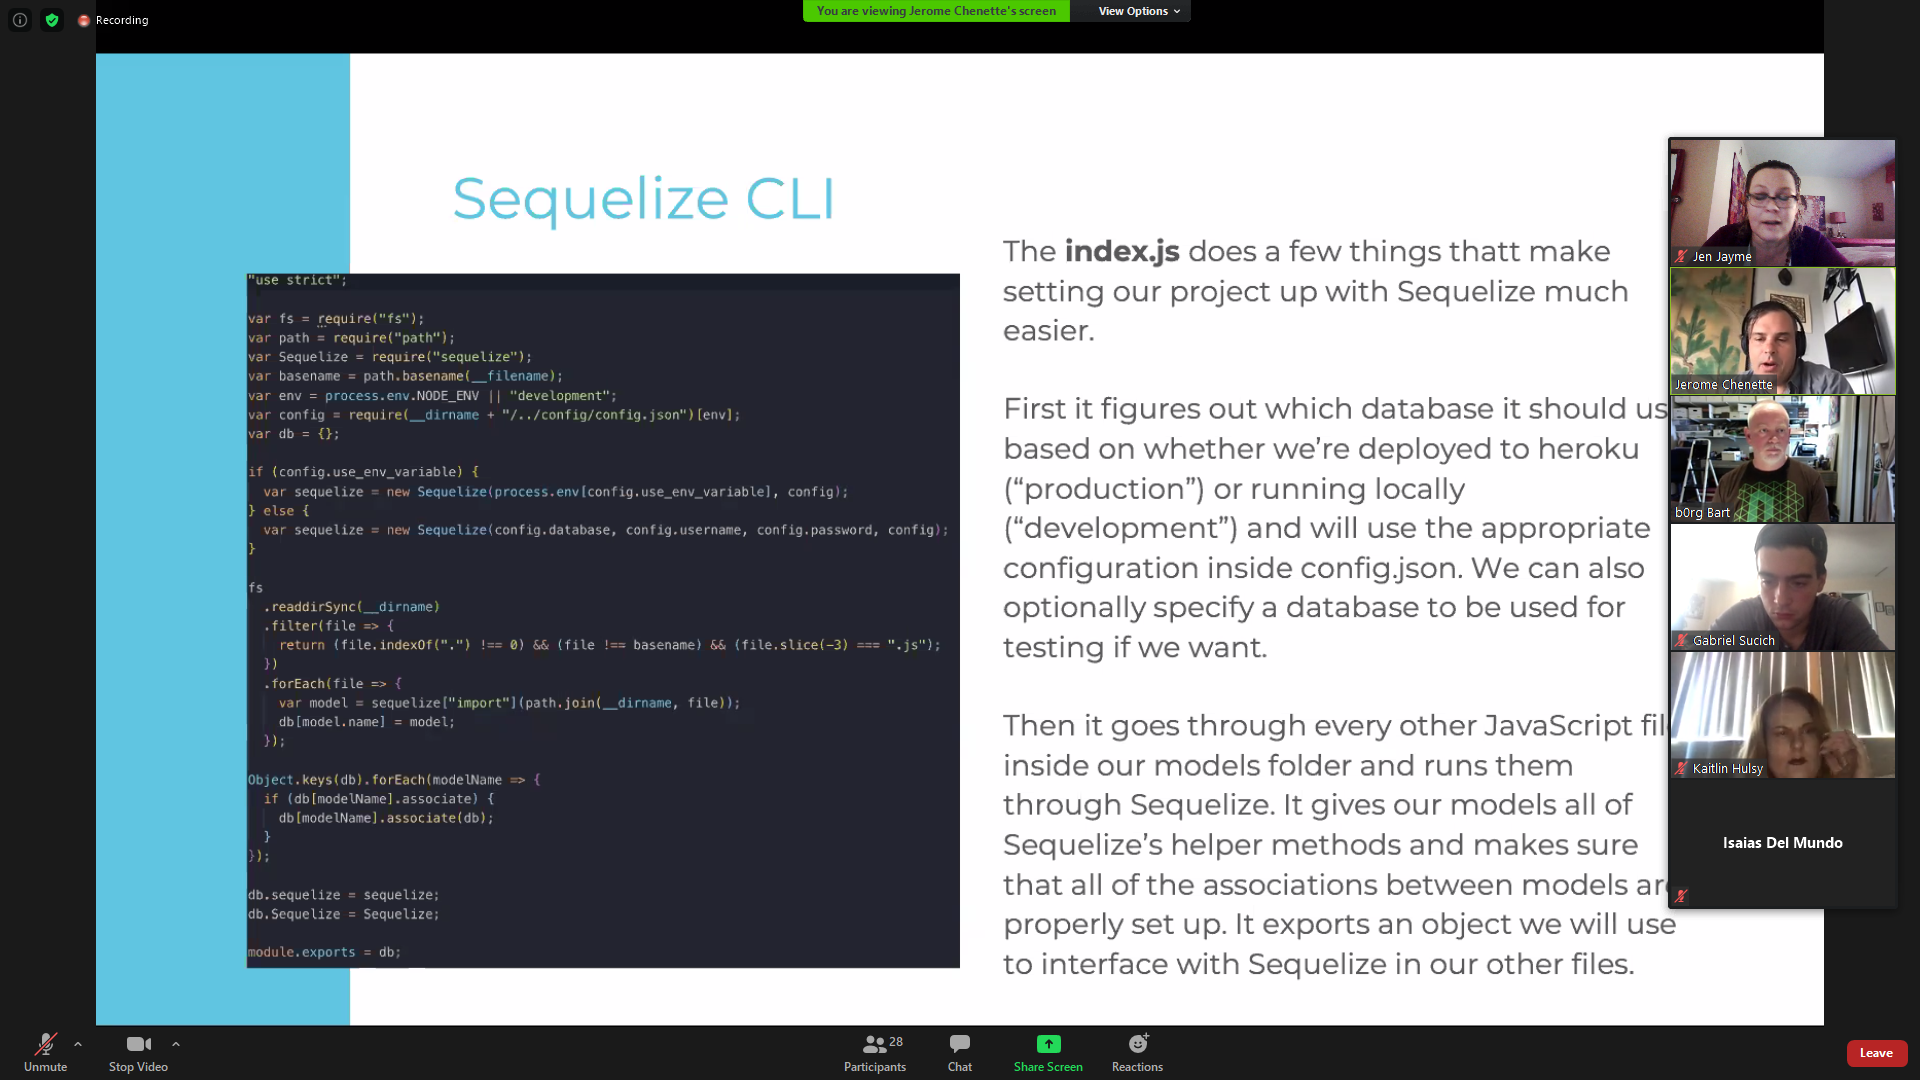 Recording
You are viewing Jerome Chenette's screen
View Options
Sequelize CLI
"use strict";
var fs = require("fs");
var path = require("path");
var Sequelize = require("sequelize");
var basename = path.basename(__filename);
var env = process.env.NODE_ENV || "development";
var config = require(__dirname + "/../config/config.json")[env];
var db = {};
if (config.use_env_variable) {
  var sequelize = new Sequelize(process.env[config.use_env_variable], config);
} else {
  var sequelize = new Sequelize(config.database, config.username, config.password, config);
}
fs
  .readdirSync(__dirname)
  .filter(file => {
    return (file.indexOf(".") !== 0) && (file !== basename) && (file.slice(-3) === ".js");
  })
  .forEach(file => {
    var model = sequelize["import"](path.join(__dirname, file));
    db[model.name] = model;
  });
Object.keys(db).forEach(modelName => {
  if (db[modelName].associate) {
    db[modelName].associate(db);
  }
});
db.sequelize = sequelize;
db.Sequelize = Sequelize;
module.exports = db;
The index.js does a few things thatt make
setting our project up with Sequelize much
easier.
First it figures out which database it should us
based on whether we're deployed to heroku
(“production”) or running locally
(“development”) and will use the appropriate
configuration inside config.json. We can also
optionally specify a database to be used for
testing if we want.
Then it goes through every other JavaScript fil
inside our models folder and runs them
through Sequelize. It gives our models all of
Sequelize's helper methods and makes sure
that all of the associations between models are
properly set up. It exports an object we will use
to interface with Sequelize in our other files.
Jen Jayme
Jerome Chenette
b0rg Bart
Gabriel Sucich
Kaitlin Hulsy
Isaias Del Mundo
Unmute
Stop Video
28
Participants
Chat
Share Screen
Reactions
Leave